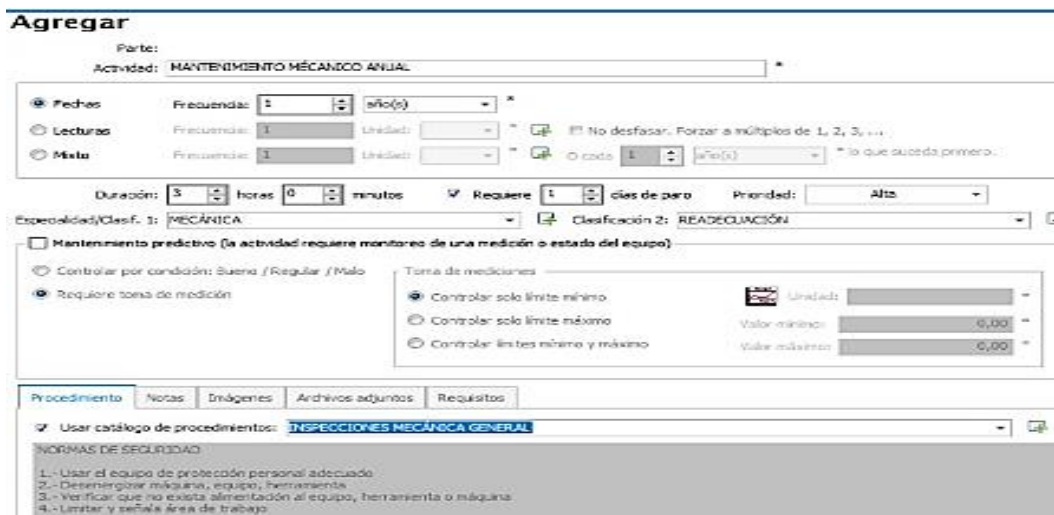 Agregar
Parte:
Actividad: MANTENIMIENTO MÉCANICO ANUAL *
Fechas Frecuencia: 1 año(s) *
Lecturas Frecuencia: 1 Unidad: * No desfasar. Forzar a múltiplos de 1, 2, 3, ...
Mixto Frecuencia: 1 Unidad: * O cada 1 año(s) * lo que suceda primero.
Duración: 3 horas 0 minutos Requiere 1 días de paro Prioridad: Alta
Especialidad/Clasif. 1: MECÁNICA Clasificación 2: READECUACIÓN
Mantenimiento predictivo (la actividad requiere monitoreo de una medición o estado del equipo)
Controlar por condición: Bueno / Regular / Malo Toma de mediciones
Requiere toma de medición Controlar solo límite mínimo Unidad: *
Controlar solo límite máximo Valor mínimo: 0,00 *
Controlar límites mínimo y máximo Valor máximo: 0,00 *
Procedimiento Notas Imágenes Archivos adjuntos Requisitos
Usar catálogo de procedimientos: INSPECCIONES MECÁNICA GENERAL
NORMAS DE SEGURIDAD
1.- Usar el equipo de protección personal adecuado
2.- Desenergizar máquina, equipo, herramienta
3.- Verificar que no exista alimentación al equipo, herramienta o máquina
4.- Limitar y señala área de trabajo